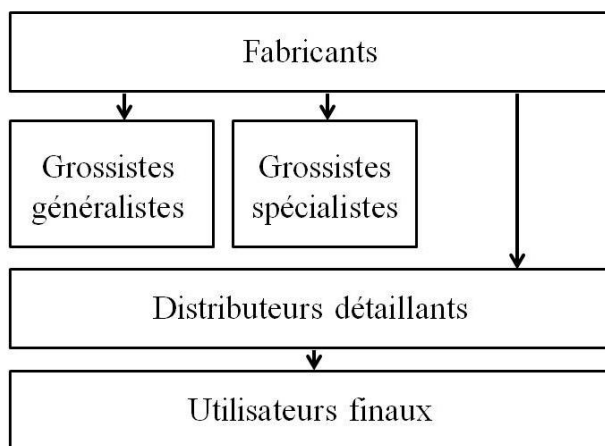 Fabricants
Grossistes
généralistes
Grossistes
spécialistes
Distributeurs détaillants
Utilisateurs finaux